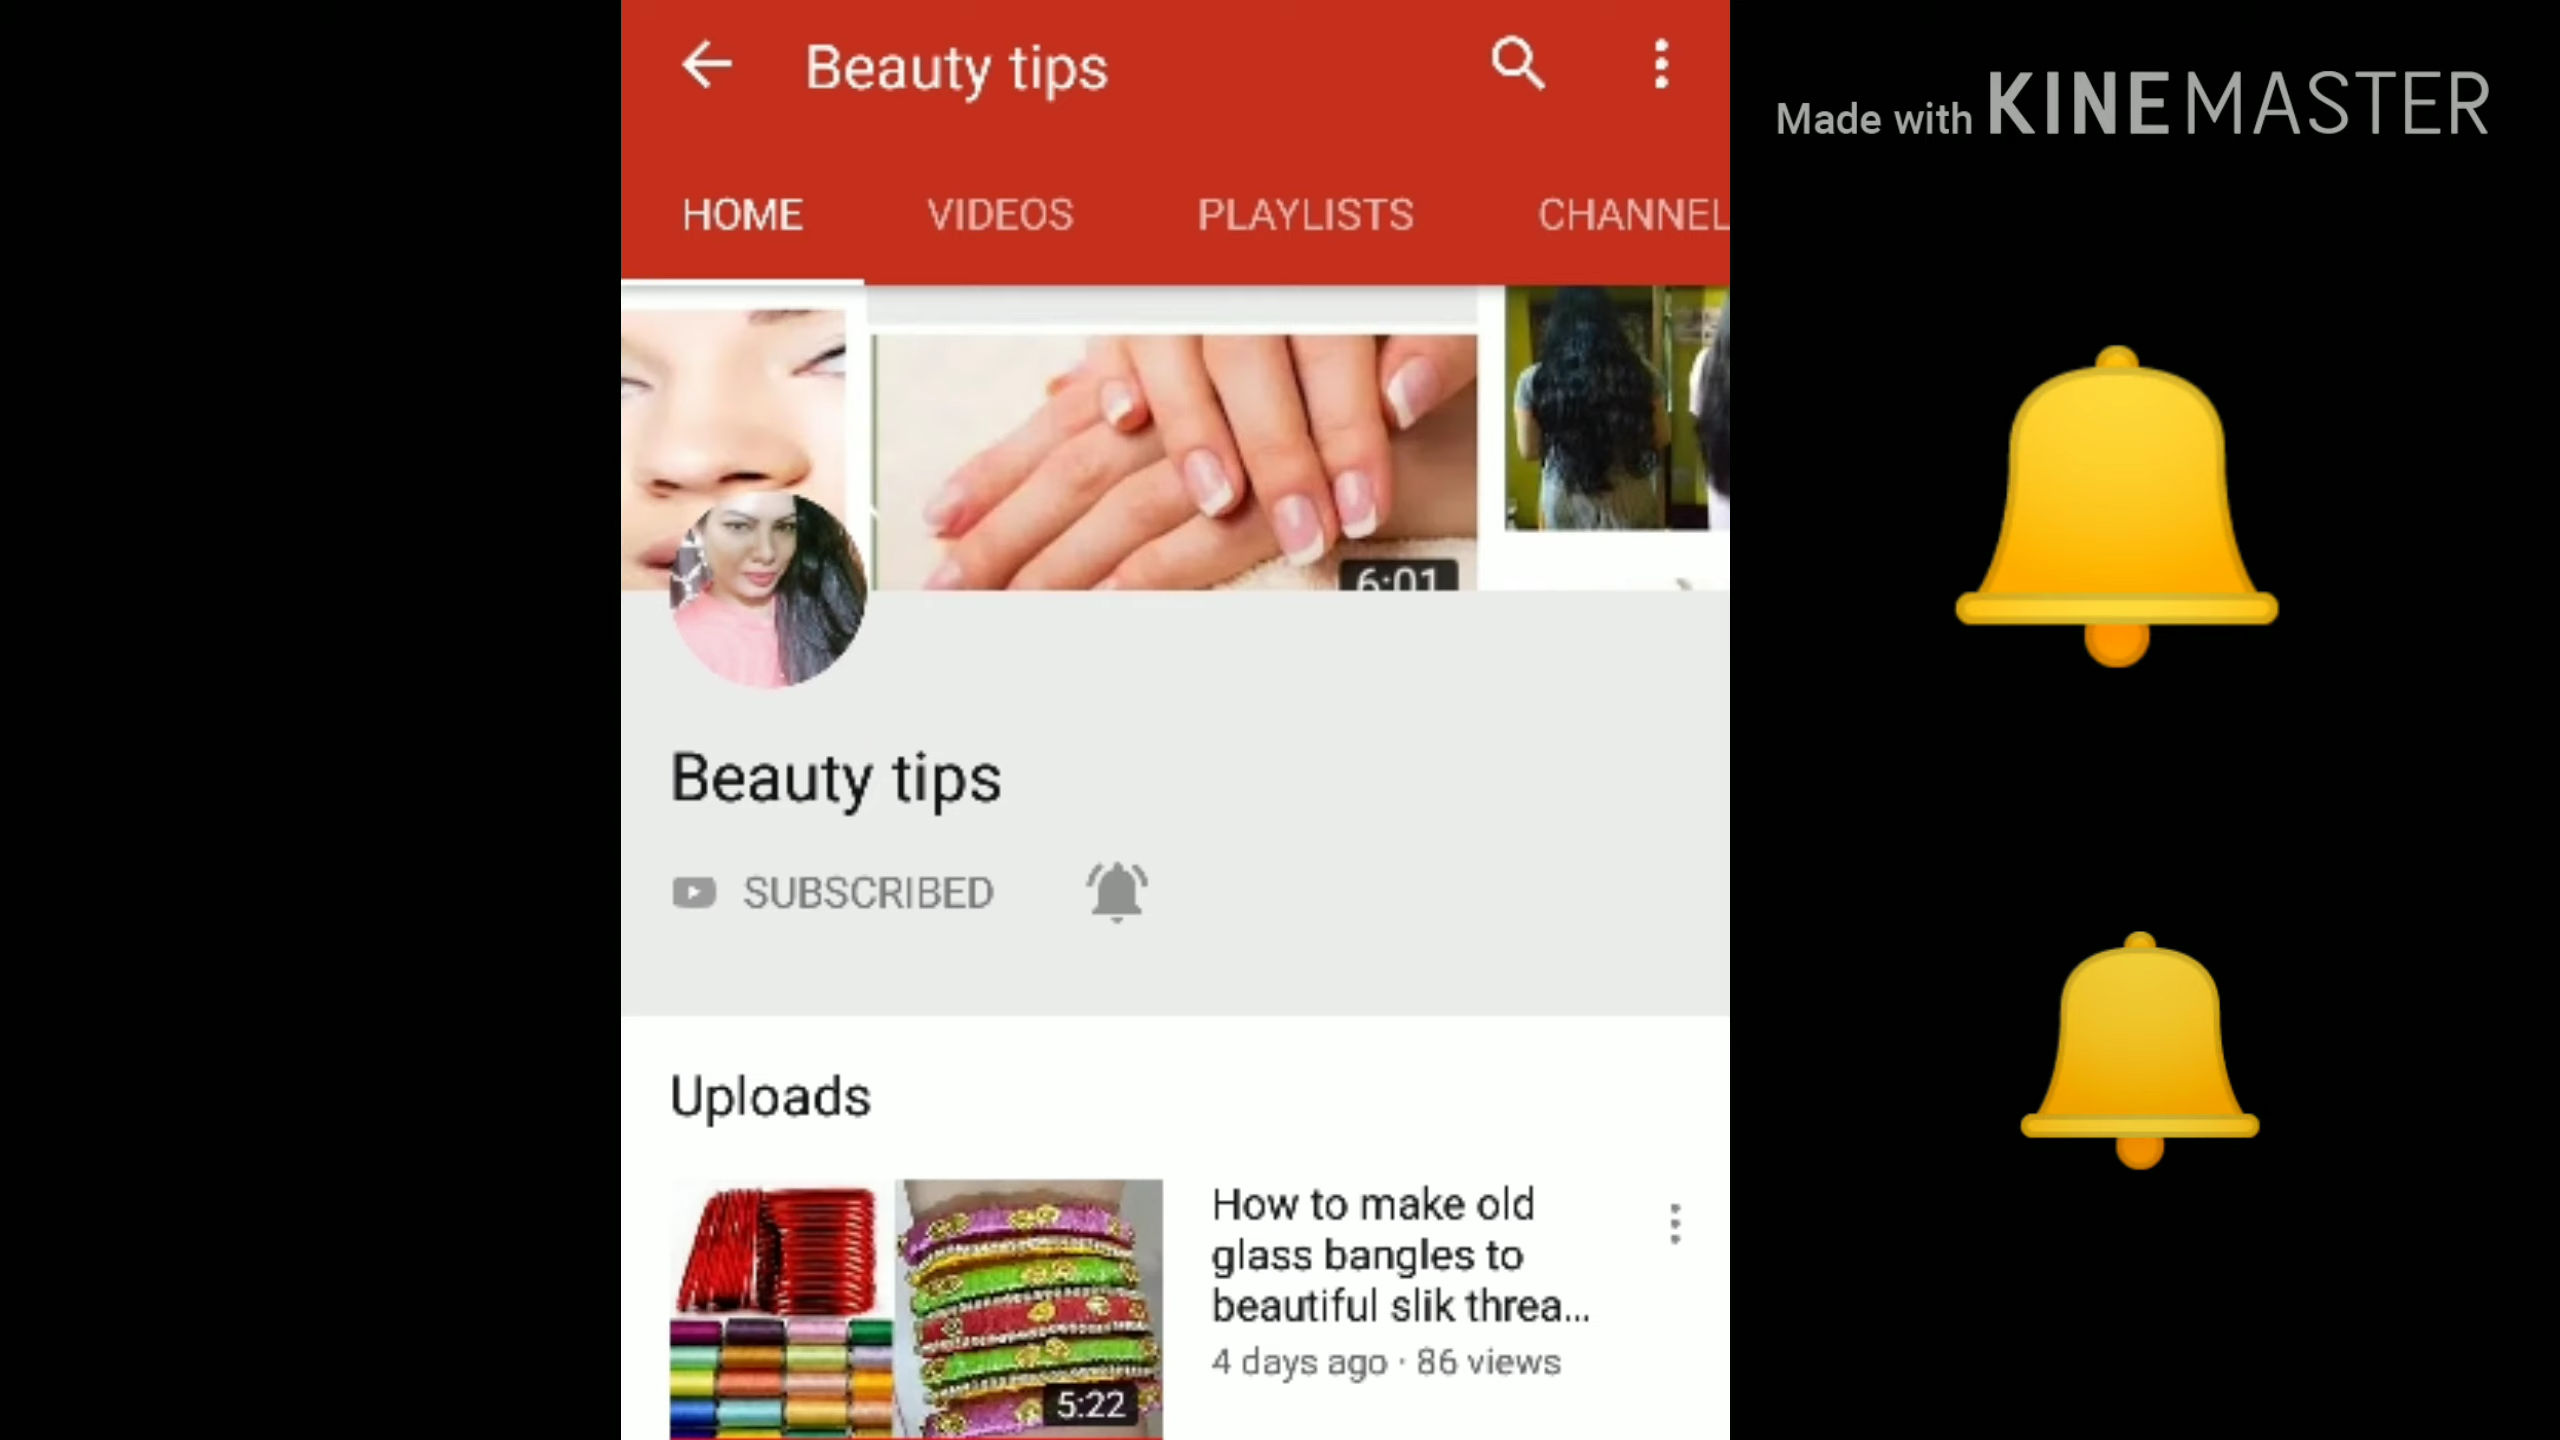 Beauty tips
Made with KINEMASTER
HOME VIDEOS PLAYLISTS CHANNEL
6:01
Beauty tips
SUBSCRIBED
Uploads
How to make old
glass bangles to
beautiful slik threa...
4 days ago · 86 views
5:22